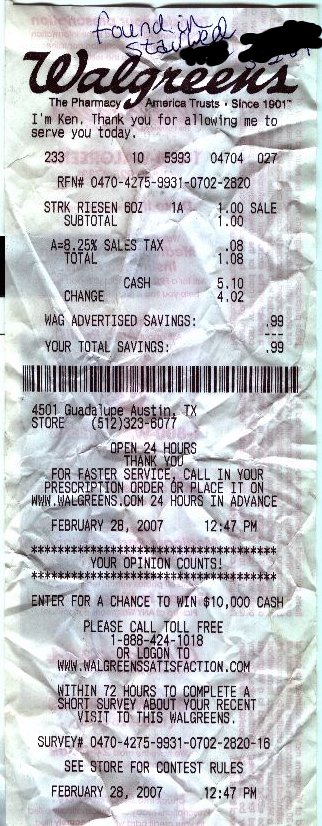 found in
stairwell
Walgreens
The Pharmacy America Trusts • Since 1901™
I'm Ken. Thank you for allowing me to
serve you today.
233 10 5993 04704 027
RFN# 0470-4275-9931-0702-2820
STRK RIESEN 6OZ 1A 1.00 SALE
SUBTOTAL 1.00
A=8.25% SALES TAX .08
TOTAL 1.08
CASH 5.10
CHANGE 4.02
WAG ADVERTISED SAVINGS: .99
---
YOUR TOTAL SAVINGS: .99
4501 Guadalupe Austin, TX
STORE (512)323-6077
OPEN 24 HOURS
THANK YOU
FOR FASTER SERVICE, CALL IN YOUR
PRESCRIPTION ORDER OR PLACE IT ON
WWW.WALGREENS.COM 24 HOURS IN ADVANCE
FEBRUARY 28, 2007 12:47 PM
************************************
YOUR OPINION COUNTS!
************************************
ENTER FOR A CHANCE TO WIN $10,000 CASH
PLEASE CALL TOLL FREE
1-888-424-1018
OR LOGON TO
WWW.WALGREENSSATISFACTION.COM
WITHIN 72 HOURS TO COMPLETE A
SHORT SURVEY ABOUT YOUR RECENT
VISIT TO THIS WALGREENS.
SURVEY# 0470-4275-9931-0702-2820-16
SEE STORE FOR CONTEST RULES
FEBRUARY 28, 2007 12:47 PM